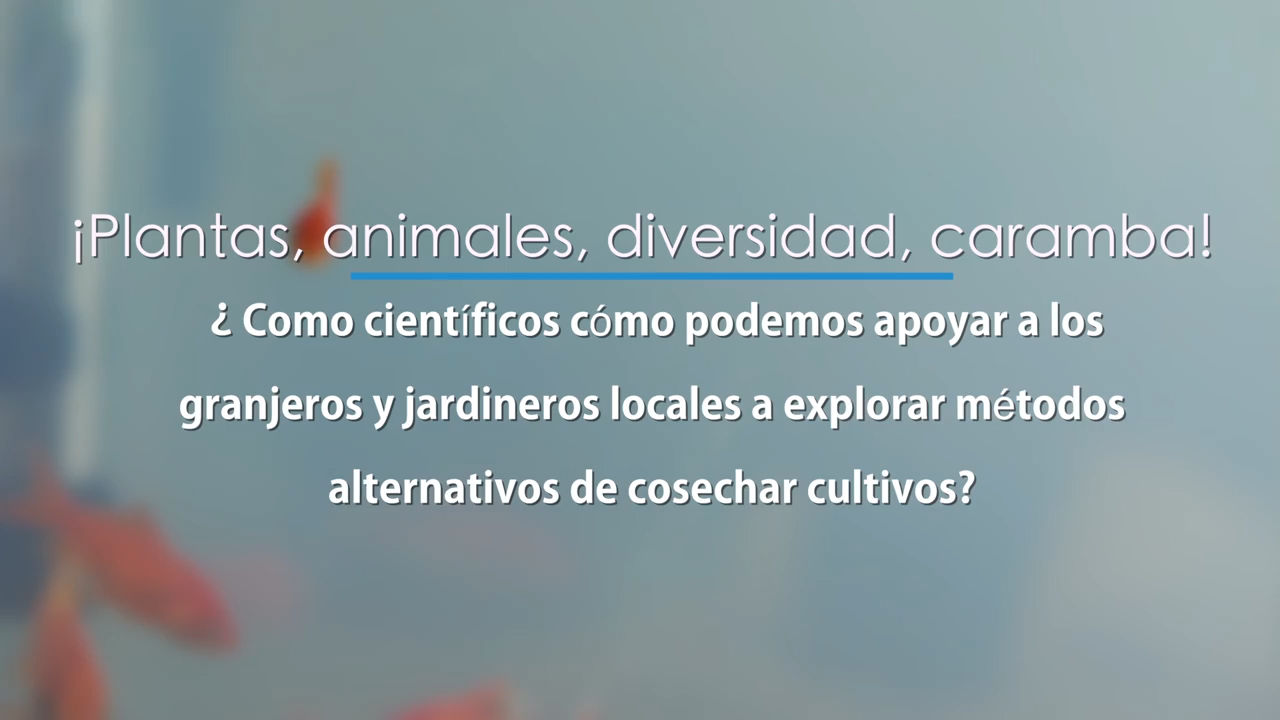 ¡Plantas, animales, diversidad, caramba!
¿ Como científicos cómo podemos apoyar a los
granjeros y jardineros locales a explorar métodos
alternativos de cosechar cultivos?